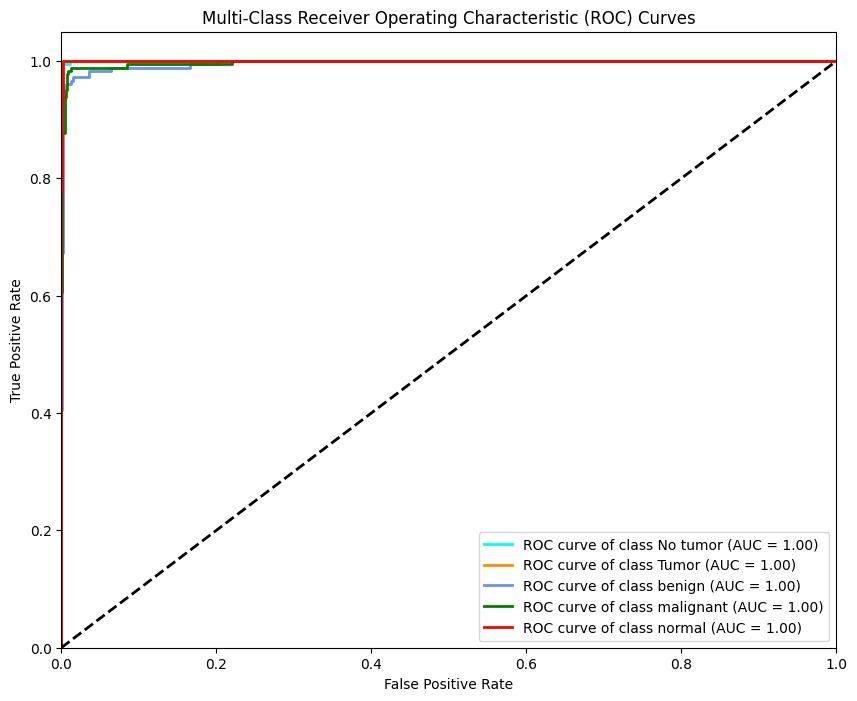 Multi-Class Receiver Operating Characteristic (ROC) Curves
True Positive Rate
1.0
0.8
0.6
0.4
0.2
0.0
0.0 0.2 0.4 0.6 0.8 1.0
False Positive Rate
ROC curve of class No tumor (AUC = 1.00)
ROC curve of class Tumor (AUC = 1.00)
ROC curve of class benign (AUC = 1.00)
ROC curve of class malignant (AUC = 1.00)
ROC curve of class normal (AUC = 1.00)